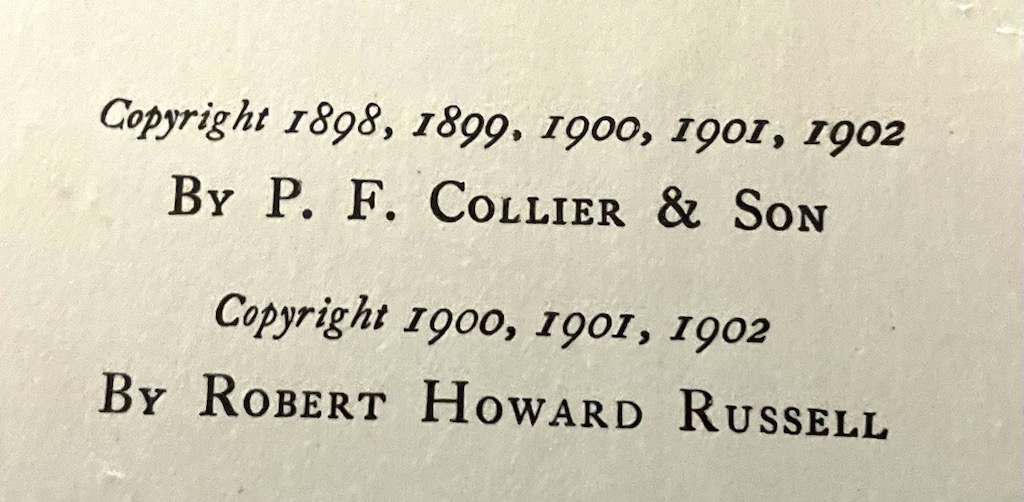 Copyright 1898, 1899, 1900, 1901, 1902
By P. F. Collier & Son
Copyright 1900, 1901, 1902
By Robert Howard Russell